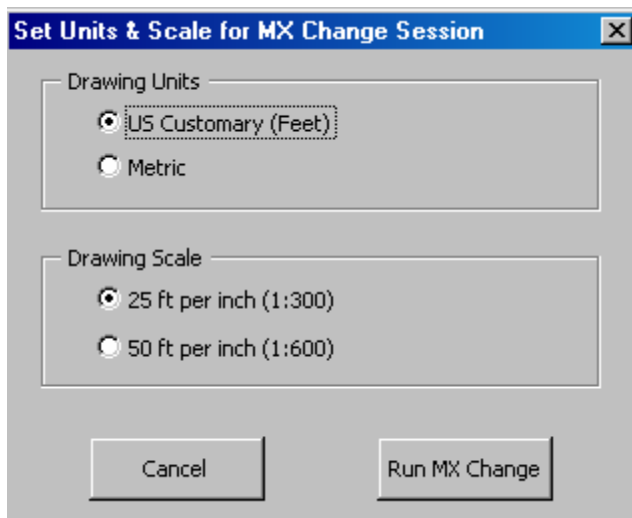 Set Units & Scale for MX Change Session
Drawing Units
US Customary (Feet)
Metric
Drawing Scale
25 ft per inch (1:300)
50 ft per inch (1:600)
Cancel
Run MX Change